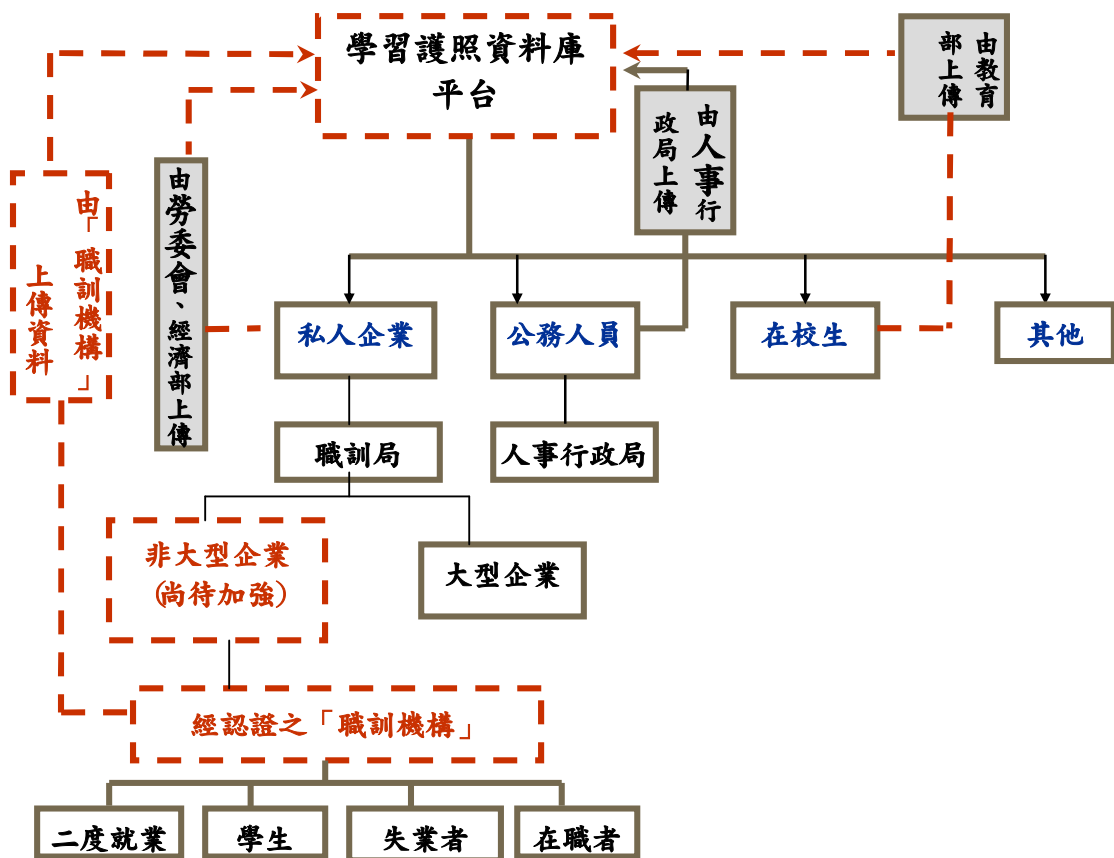 學習護照資料庫
平台
由教育
部上傳
由人事行
政局上傳
由「職訓機構」
上傳資料
由勞委會、經濟部上傳
私人企業
公務人員
在校生
其他
職訓局
人事行政局
非大型企業
(尚待加強)
大型企業
經認證之「職訓機構」
二度就業
學生
失業者
在職者